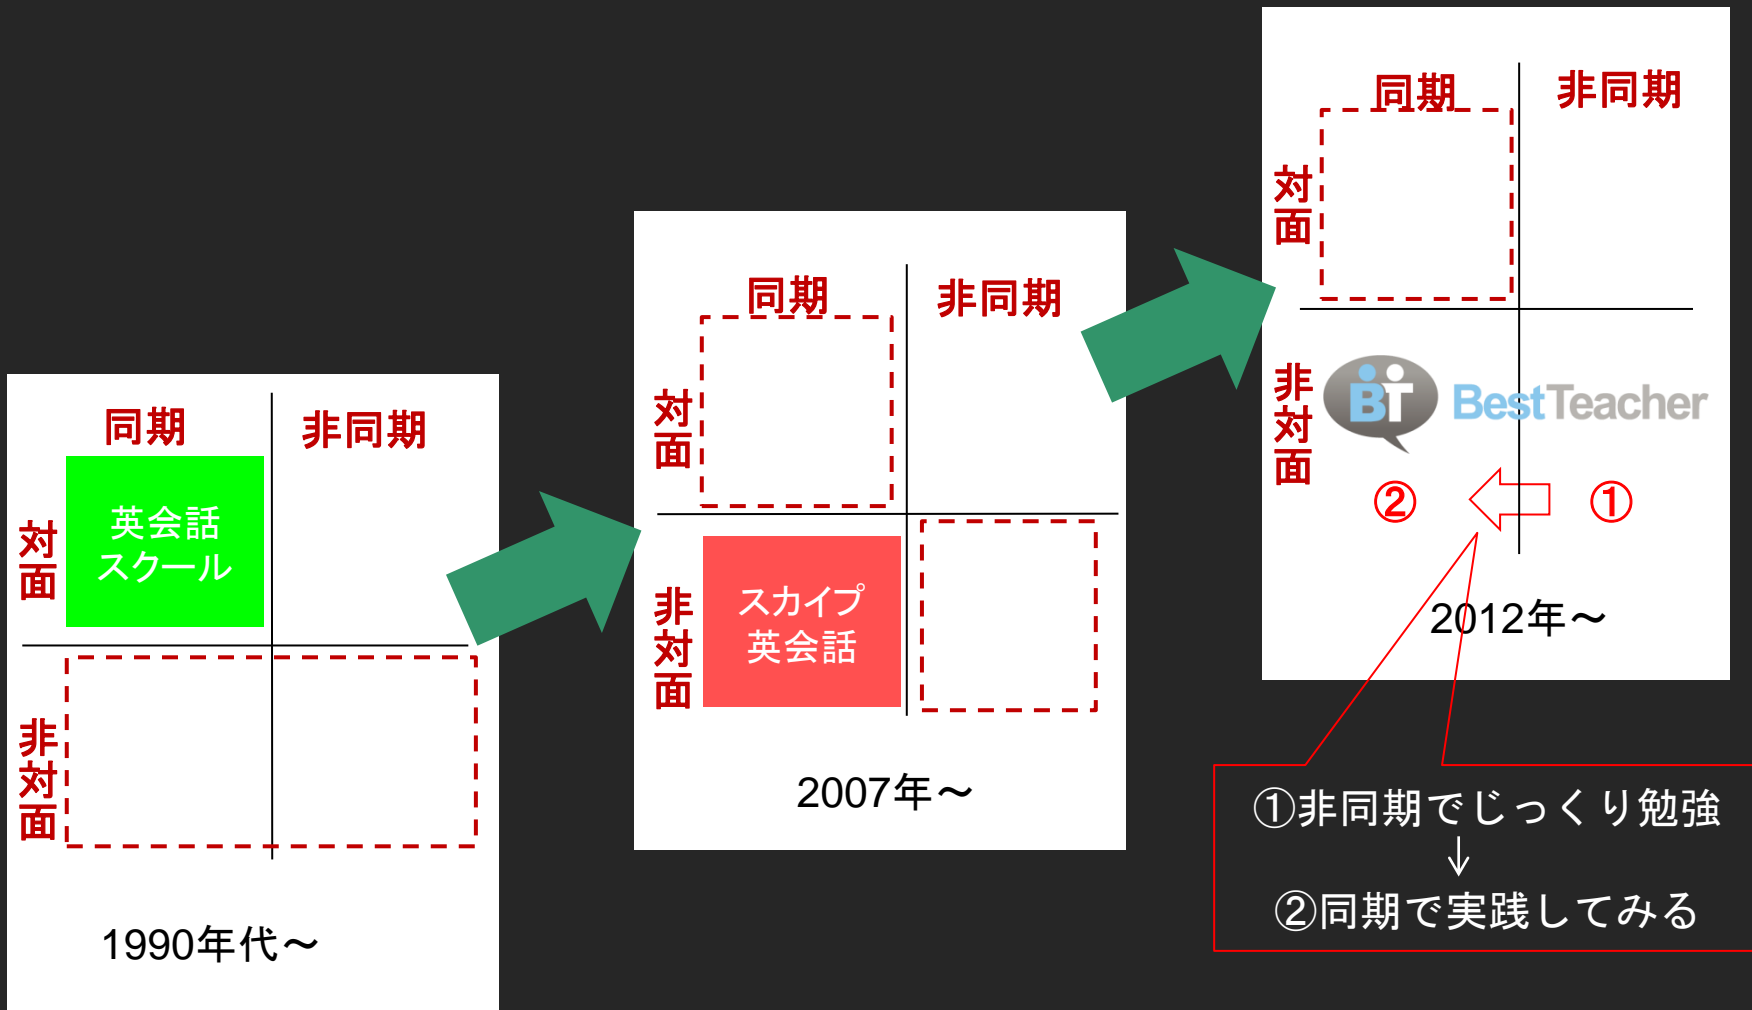 同期
非同期
対面
英会話
スクール
非対面
1990年代～
同期
非同期
対面
非対面
スカイプ
英会話
2007年～
同期
非同期
対面
非対面
BT BestTeacher
② ①
2012年～
①非同期でじっくり勉強
↓
②同期で実践してみる